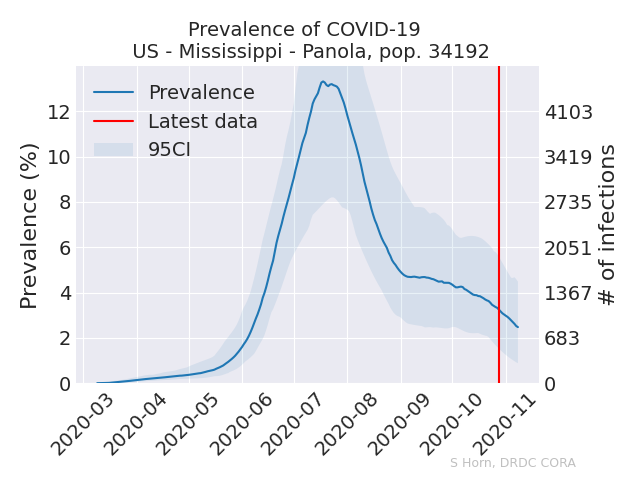 Prevalence of COVID-19
US - Mississippi - Panola, pop. 34192
Prevalence
Latest data
95CI
Prevalence (%)
12
10
8
6
4
2
0
4103
3419
2735
2051
1367
683
0
# of infections
2020-03
2020-04
2020-05
2020-06
2020-07
2020-08
2020-09
2020-10
2020-11
S Horn, DRDC CORA